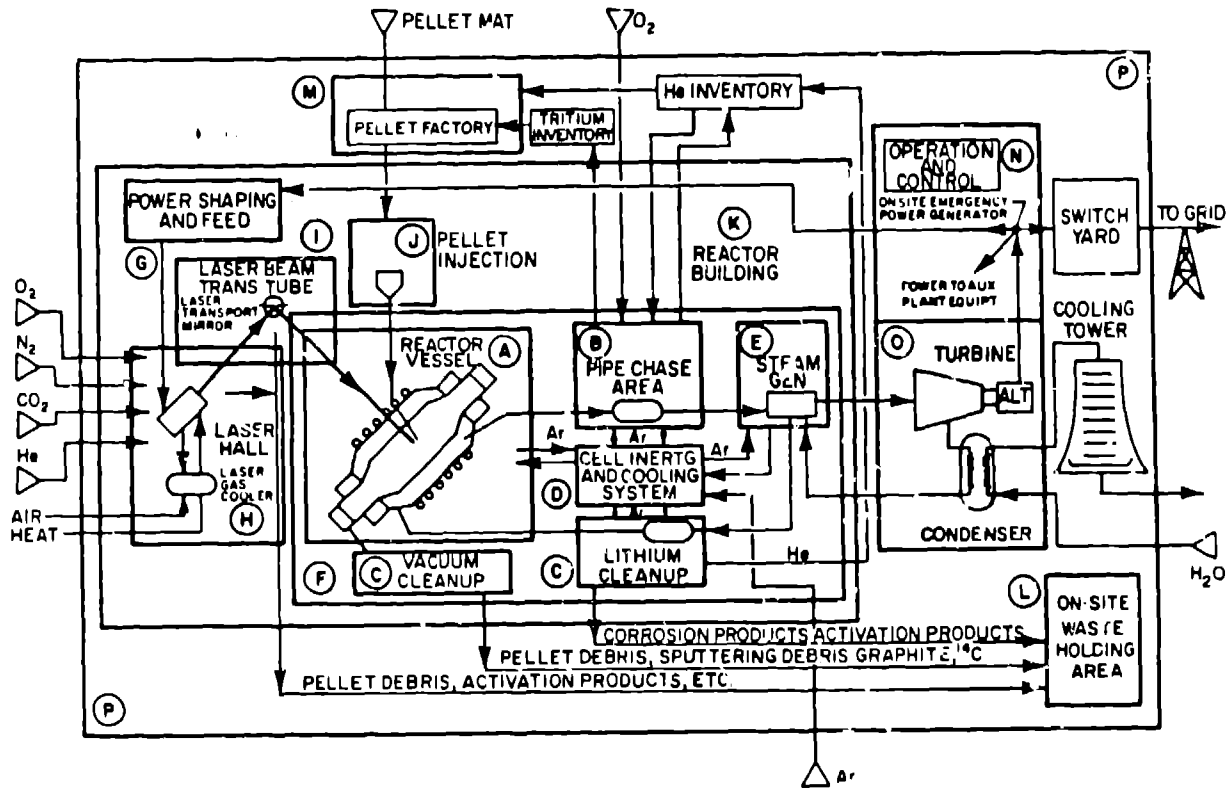 PELLET MAT
O₂
P
M
He INVENTORY
PELLET FACTORY
TRITIUM
INVENTORY
OPERATION
AND
CONTROL
N
ON SITE EMERGENCY
POWER GENERATOR
SWITCH
YARD
TO GRID
POWER SHAPING
AND FEED
I
J
PELLET
INJECTION
K
REACTOR
BUILDING
G
LASER BEAM
TRANS TUBE
LASER
TRANSPORT
MIRROR
POWER TO AUX
PLANT EQUIPT
COOLING
TOWER
O₂
N₂
CO₂
He
AIR
HEAT
REACTOR
VESSEL
A
B
PIPE CHASE
AREA
E
STEAM
GEN
O
TURBINE
ALT
LASER
HALL
LASER
GAS
COOLER
H
Ar
Ar
Ar
CELL INERTG
AND COOLING
SYSTEM
D
CONDENSER
H₂O
F
C
VACUUM
CLEANUP
C
LITHIUM
CLEANUP
He
L
ON-SITE
WASTE
HOLDING
AREA
CORROSION PRODUCTS ACTIVATION PRODUCTS
PELLET DEBRIS, SPUTTERING DEBRIS GRAPHITE, ¹⁴C
PELLET DEBRIS, ACTIVATION PRODUCTS, ETC.
P
Ar